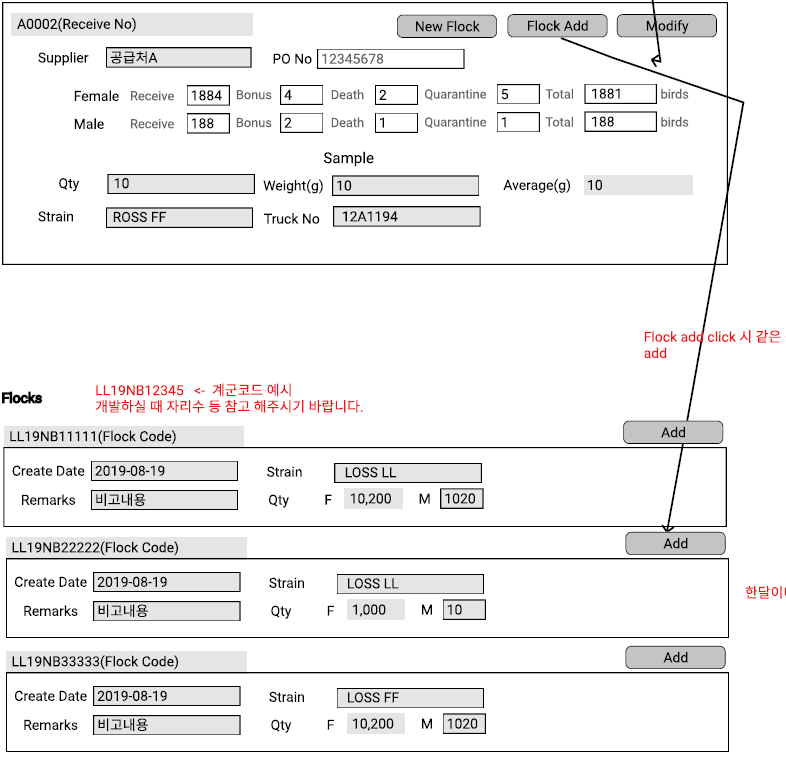 A0002(Receive No) New Flock Flock Add Modify
Supplier 공급처A PO No 12345678
Female Receive 1884 Bonus 4 Death 2 Quarantine 5 Total 1881 birds
Male Receive 188 Bonus 2 Death 1 Quarantine 1 Total 188 birds
Sample
Qty 10 Weight(g) 10 Average(g) 10
Strain ROSS FF Truck No 12A1194
Flock add click 시 같은
add
Flocks
LL19NB12345 <- 계군코드 예시
개발하실 때 자리수 등 참고 해주시기 바랍니다.
LL19NB11111(Flock Code) Add
Create Date 2019-08-19 Strain LOSS LL
Remarks 비고내용 Qty F 10,200 M 1020
LL19NB22222(Flock Code) Add
Create Date 2019-08-19 Strain LOSS LL
Remarks 비고내용 Qty F 1,000 M 10
한달이
LL19NB33333(Flock Code) Add
Create Date 2019-08-19 Strain LOSS FF
Remarks 비고내용 Qty F 10,200 M 1020